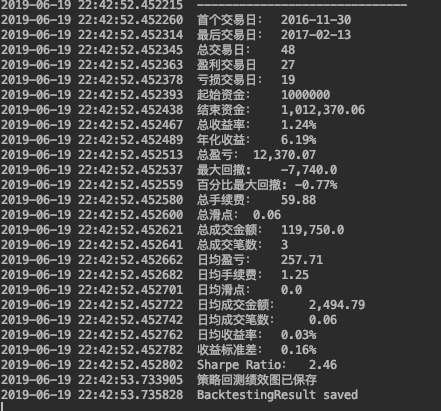 2019-06-19 22:42:52.452215 ------------------------------
2019-06-19 22:42:52.452260 首个交易日: 2016-11-30
2019-06-19 22:42:52.452314 最后交易日: 2017-02-13
2019-06-19 22:42:52.452345 总交易日: 48
2019-06-19 22:42:52.452363 盈利交易日 27
2019-06-19 22:42:52.452378 亏损交易日: 19
2019-06-19 22:42:52.452393 起始资金: 1000000
2019-06-19 22:42:52.452438 结束资金: 1,012,370.06
2019-06-19 22:42:52.452467 总收益率: 1.24%
2019-06-19 22:42:52.452489 年化收益: 6.19%
2019-06-19 22:42:52.452513 总盈亏: 12,370.07
2019-06-19 22:42:52.452537 最大回撤: -7,740.0
2019-06-19 22:42:52.452559 百分比最大回撤: -0.77%
2019-06-19 22:42:52.452580 总手续费: 59.88
2019-06-19 22:42:52.452600 总滑点: 0.06
2019-06-19 22:42:52.452621 总成交金额: 119,750.0
2019-06-19 22:42:52.452641 总成交笔数: 3
2019-06-19 22:42:52.452662 日均盈亏: 257.71
2019-06-19 22:42:52.452682 日均手续费: 1.25
2019-06-19 22:42:52.452701 日均滑点: 0.0
2019-06-19 22:42:52.452722 日均成交金额: 2,494.79
2019-06-19 22:42:52.452742 日均成交笔数: 0.06
2019-06-19 22:42:52.452762 日均收益率: 0.03%
2019-06-19 22:42:52.452782 收益标准差: 0.16%
2019-06-19 22:42:52.452802 Sharpe Ratio: 2.46
2019-06-19 22:42:53.733905 策略回测绩效图已保存
2019-06-19 22:42:53.735828 BacktestingResult saved